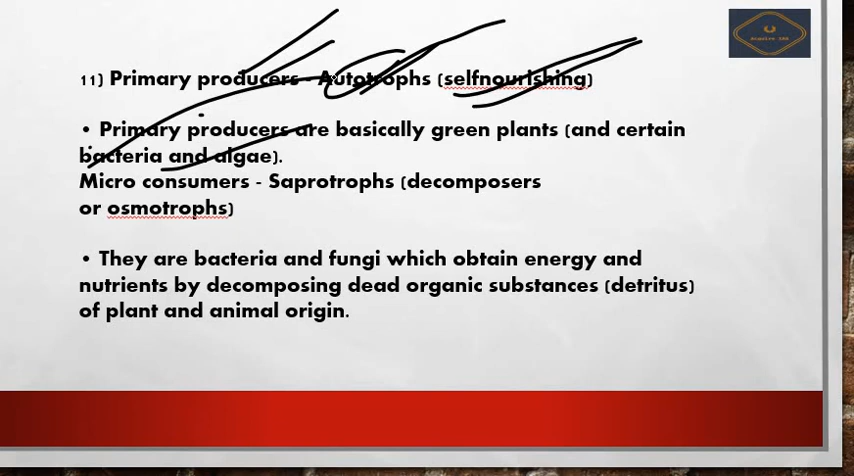 11) Primary producers - Autotrophs (selfnourishing)
• Primary producers are basically green plants (and certain
bacteria and algae).
Micro consumers - Saprotrophs (decomposers
or osmotrophs)
• They are bacteria and fungi which obtain energy and
nutrients by decomposing dead organic substances (detritus)
of plant and animal origin.